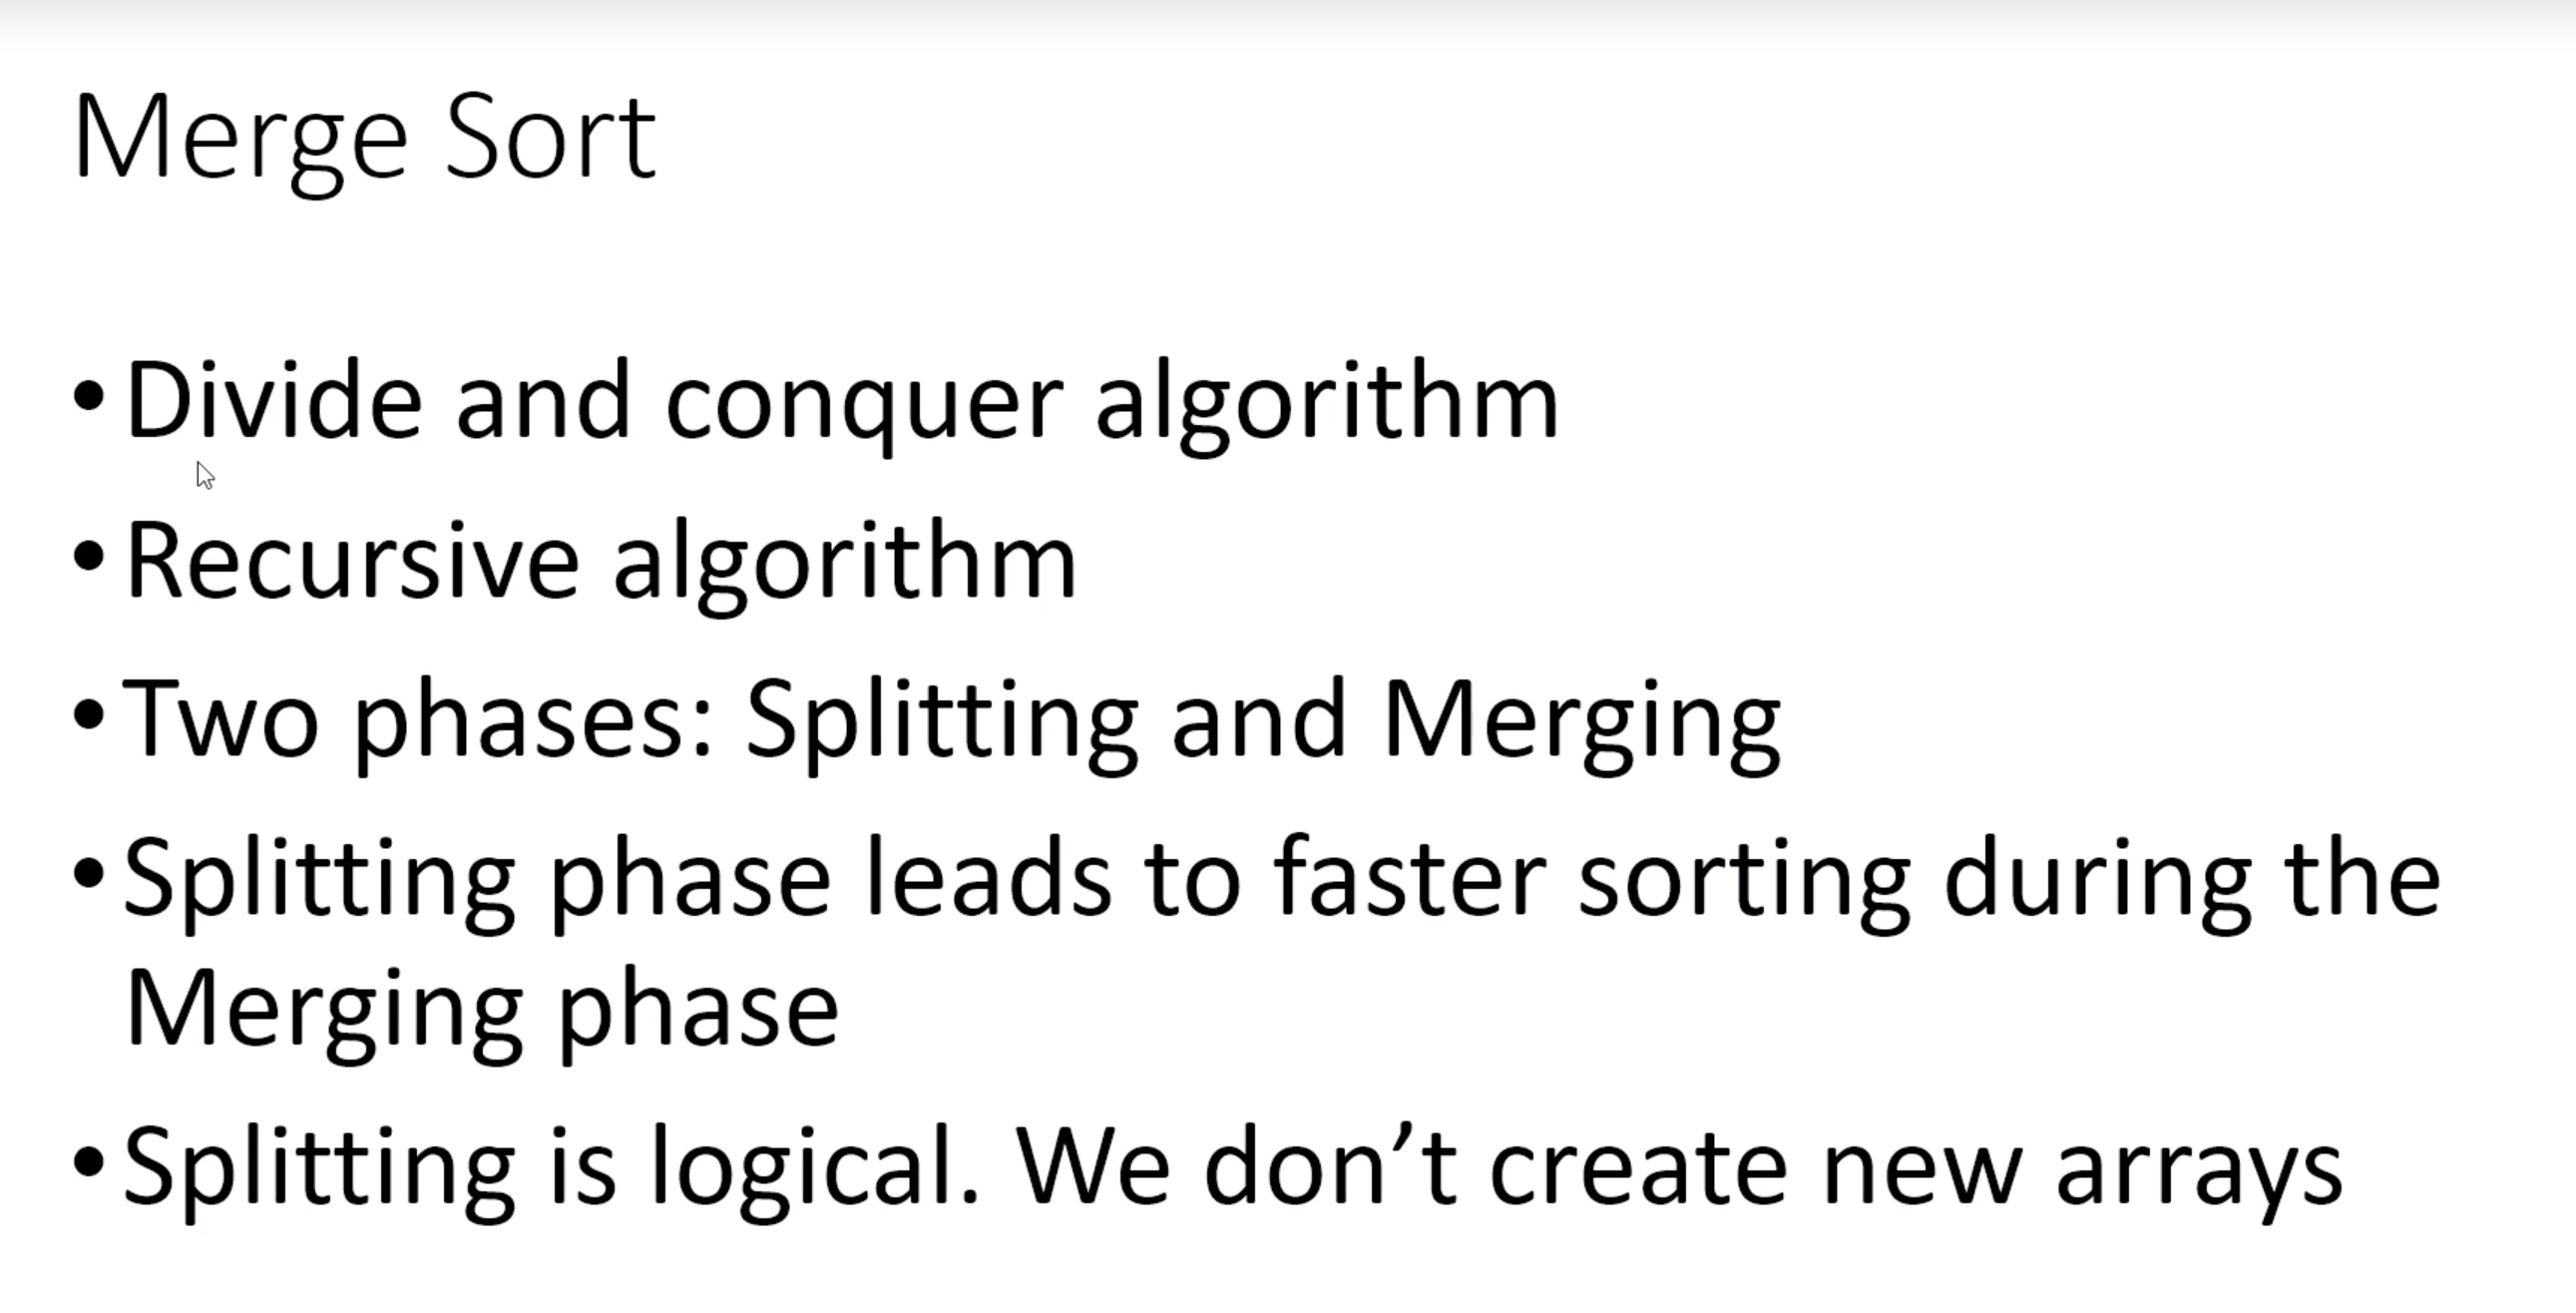 Merge Sort
• Divide and conquer algorithm
• Recursive algorithm
• Two phases: Splitting and Merging
• Splitting phase leads to faster sorting during the
Merging phase
• Splitting is logical. We don’t create new arrays